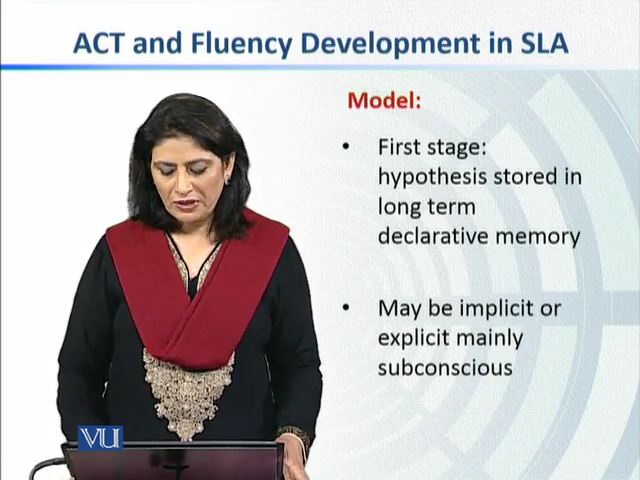 ACT and Fluency Development in SLA
Model:
• First stage:
hypothesis stored in
long term
declarative memory
• May be implicit or
explicit mainly
subconscious
VU